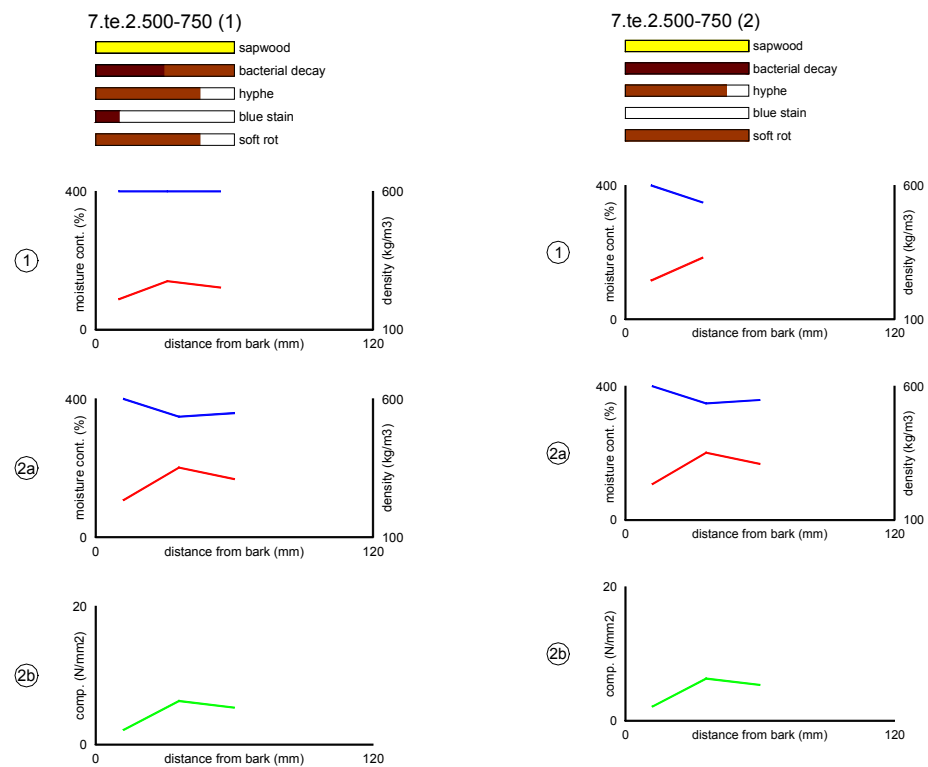 7.te.2.500-750 (1)
sapwood
bacterial decay
hyphe
blue stain
soft rot
1
400
moisture cont. (%)
0
600
density (kg/m3)
100
0
distance from bark (mm)
120
2a
400
moisture cont. (%)
0
600
density (kg/m3)
100
0
distance from bark (mm)
120
2b
20
comp. (N/mm2)
0
0
distance from bark (mm)
120
7.te.2.500-750 (2)
sapwood
bacterial decay
hyphe
blue stain
soft rot
1
400
moisture cont. (%)
0
600
density (kg/m3)
100
0
distance from bark (mm)
120
2a
400
moisture cont. (%)
0
600
density (kg/m3)
100
0
distance from bark (mm)
120
2b
20
comp. (N/mm2)
0
0
distance from bark (mm)
120